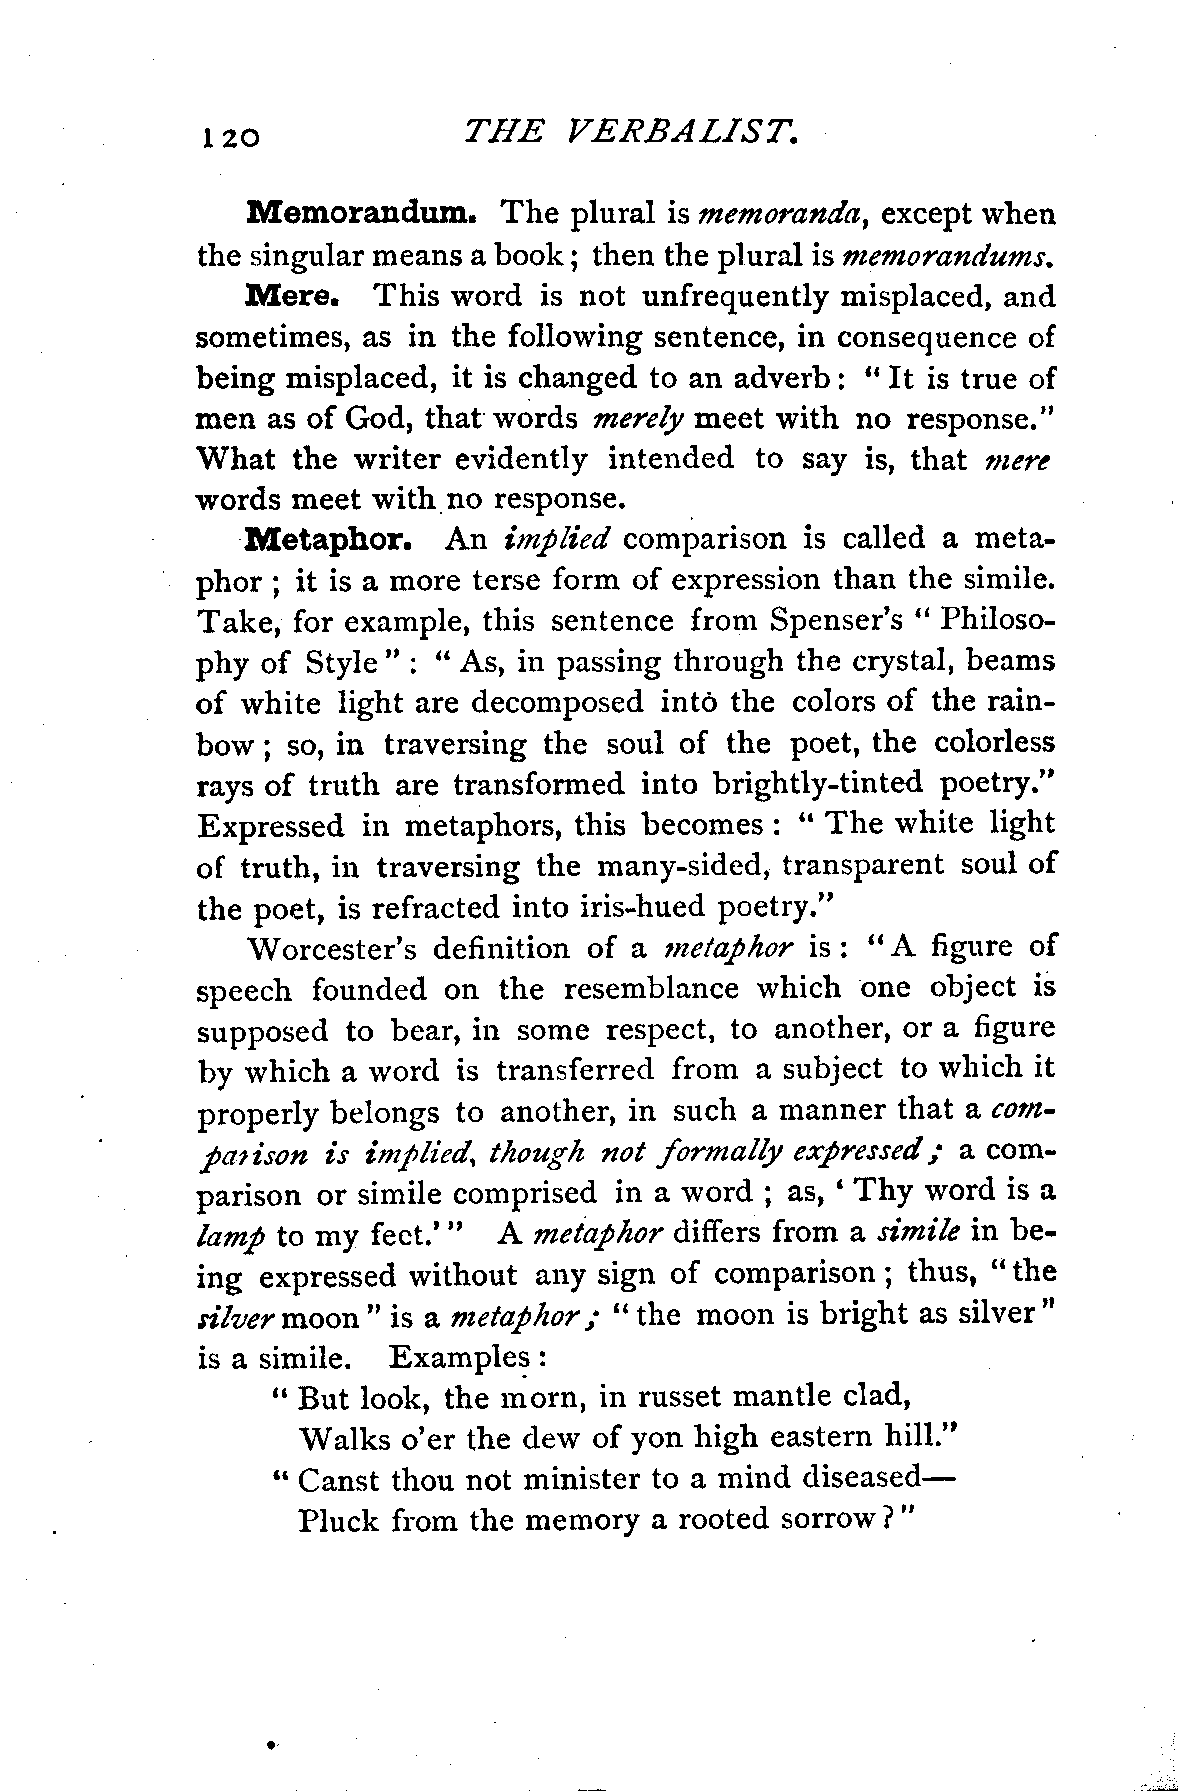 120 THE VERBALIST.
Memorandum. The plural is memoranda, except when
the singular means a book; then the plural is memorandums.
Mere. This word is not unfrequently misplaced, and
sometimes, as in the following sentence, in consequence of
being misplaced, it is changed to an adverb: "It is true of
men as of God, that words merely meet with no response."
What the writer evidently intended to say is, that mere
words meet with no response.
Metaphor. An implied comparison is called a meta-
phor; it is a more terse form of expression than the simile.
Take, for example, this sentence from Spenser's "Philoso-
phy of Style": "As, in passing through the crystal, beams
of white light are decomposed into the colors of the rain-
bow; so, in traversing the soul of the poet, the colorless
rays of truth are transformed into brightly-tinted poetry."
Expressed in metaphors, this becomes: "The white light
of truth, in traversing the many-sided, transparent soul of
the poet, is refracted into iris-hued poetry."
Worcester's definition of a metaphor is: "A figure of
speech founded on the resemblance which one object is
supposed to bear, in some respect, to another, or a figure
by which a word is transferred from a subject to which it
properly belongs to another, in such a manner that a com-
parison is implied, though not formally expressed; a com-
parison or simile comprised in a word; as, 'Thy word is a
lamp to my feet.'" A metaphor differs from a simile in be-
ing expressed without any sign of comparison; thus, "the
silver moon" is a metaphor; "the moon is bright as silver"
is a simile. Examples:
"But look, the morn, in russet mantle clad,
Walks o'er the dew of yon high eastern hill."
"Canst thou not minister to a mind diseased—
Pluck from the memory a rooted sorrow?"